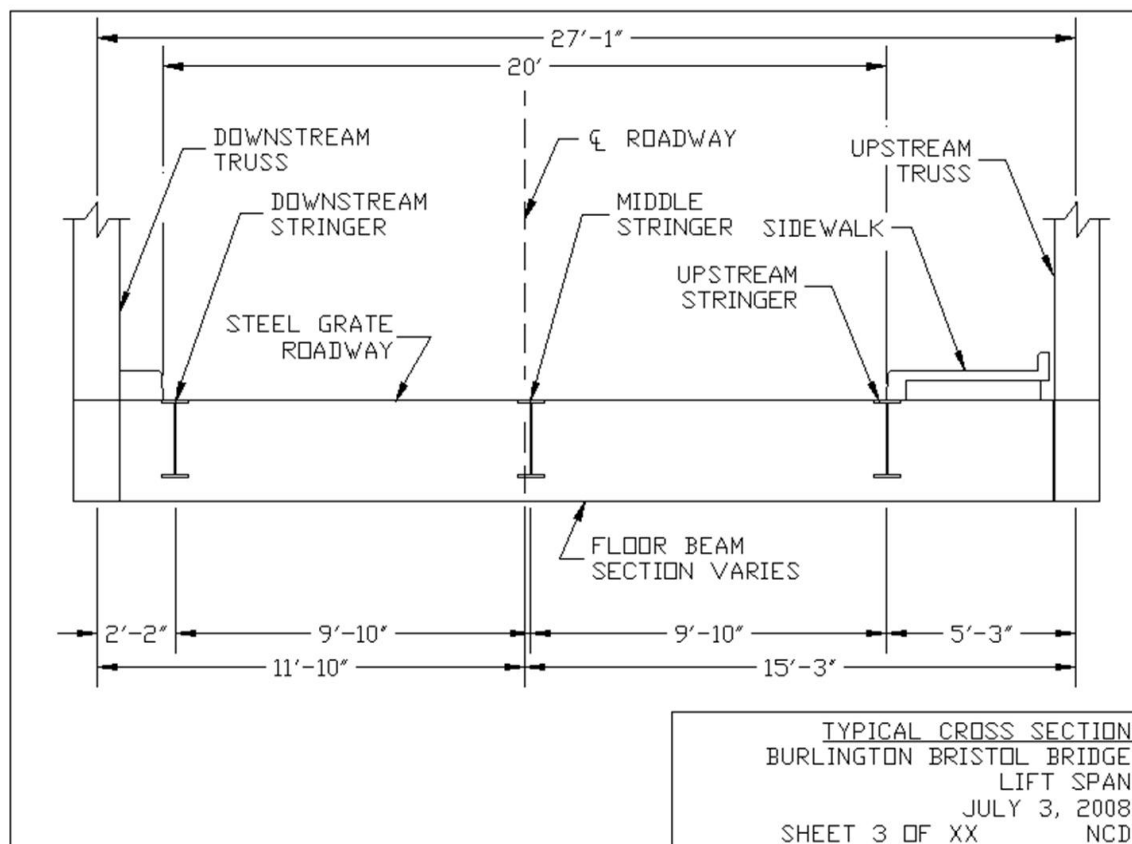 27'-1"
20'
DOWNSTREAM
TRUSS
℄ ROADWAY
UPSTREAM
TRUSS
DOWNSTREAM
STRINGER
MIDDLE
STRINGER
SIDEWALK
UPSTREAM
STRINGER
STEEL GRATE
ROADWAY
FLOOR BEAM
SECTION VARIES
2'-2"
9'-10"
9'-10"
5'-3"
11'-10"
15'-3"
TYPICAL CROSS SECTION
BURLINGTON BRISTOL BRIDGE
LIFT SPAN
JULY 3, 2008
SHEET 3 OF XX NCD